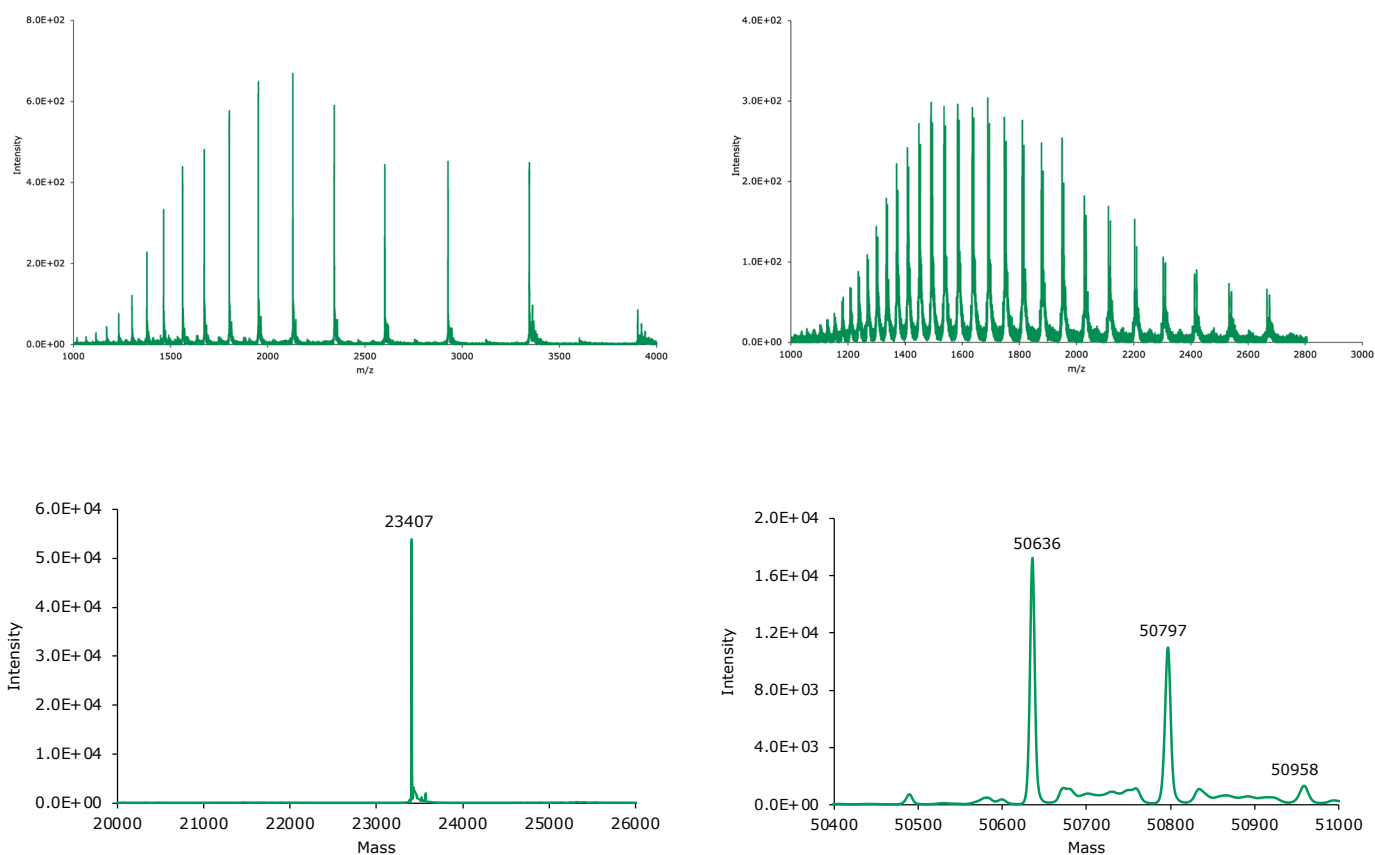 8.0E+02
6.0E+02
4.0E+02
2.0E+02
0.0E+00
Intensity
1000 1500 2000 2500 3000 3500 4000
m/z
4.0E+02
3.0E+02
2.0E+02
1.0E+02
0.0E+00
Intensity
1000 1200 1400 1600 1800 2000 2200 2400 2600 2800 3000
m/z
6.0E+04
5.0E+04
4.0E+04
3.0E+04
2.0E+04
1.0E+04
0.0E+00
Intensity
23407
20000 21000 22000 23000 24000 25000 26000
Mass
2.0E+04
1.6E+04
1.2E+04
8.0E+03
4.0E+03
0.0E+00
Intensity
50636
50797
50958
50400 50500 50600 50700 50800 50900 51000
Mass